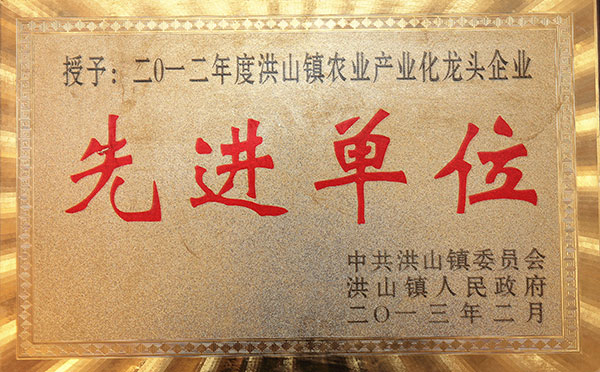 授予：二〇一二年度洪山镇农业产业化龙头企业
先进单位
中共洪山镇委员会
洪山镇人民政府
二〇一三年二月